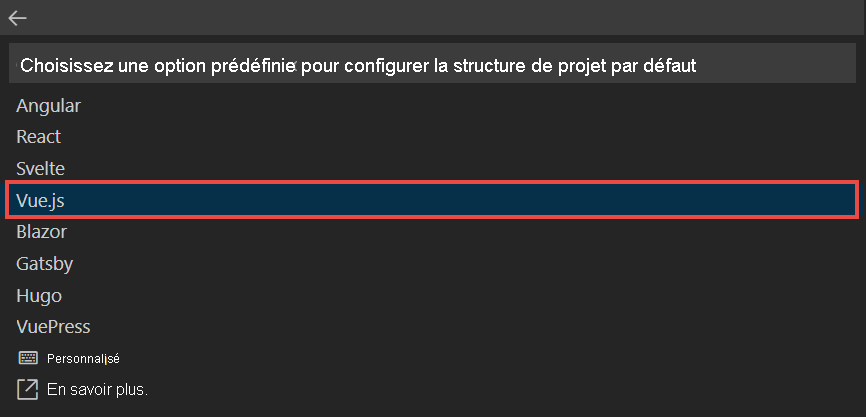 Choisissez une option prédéfinie pour configurer la structure de projet par défaut
Angular
React
Svelte
Vue.js
Blazor
Gatsby
Hugo
VuePress
Personnalisé
En savoir plus.